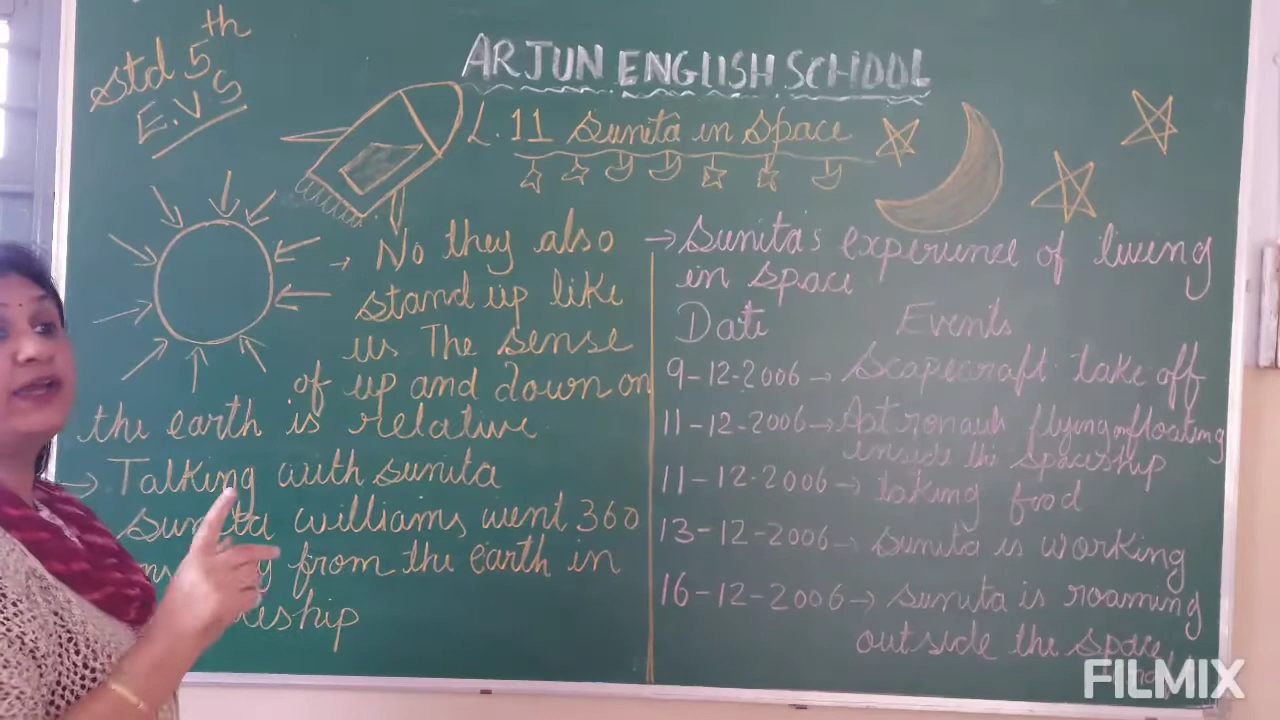 Std 5th
E.V.S
ARJUN ENGLISH SCHOOL
L. 11 Sunita in space
→ No they also
stand up like
us The sense
of up and down on
the earth is relative
→ Talking with sunita
sunita williams went 360
from the earth in
→ Sunita's experience of living
in space
Date Events
9-12-2006 → Scapecraft take off
11-12-2006 → Astronauts flying or floating
inside the spaceship
11-12-2006 → taking food
13-12-2006 → sunita is working
16-12-2006 → sunita is roaming
outside the space
FILMIX